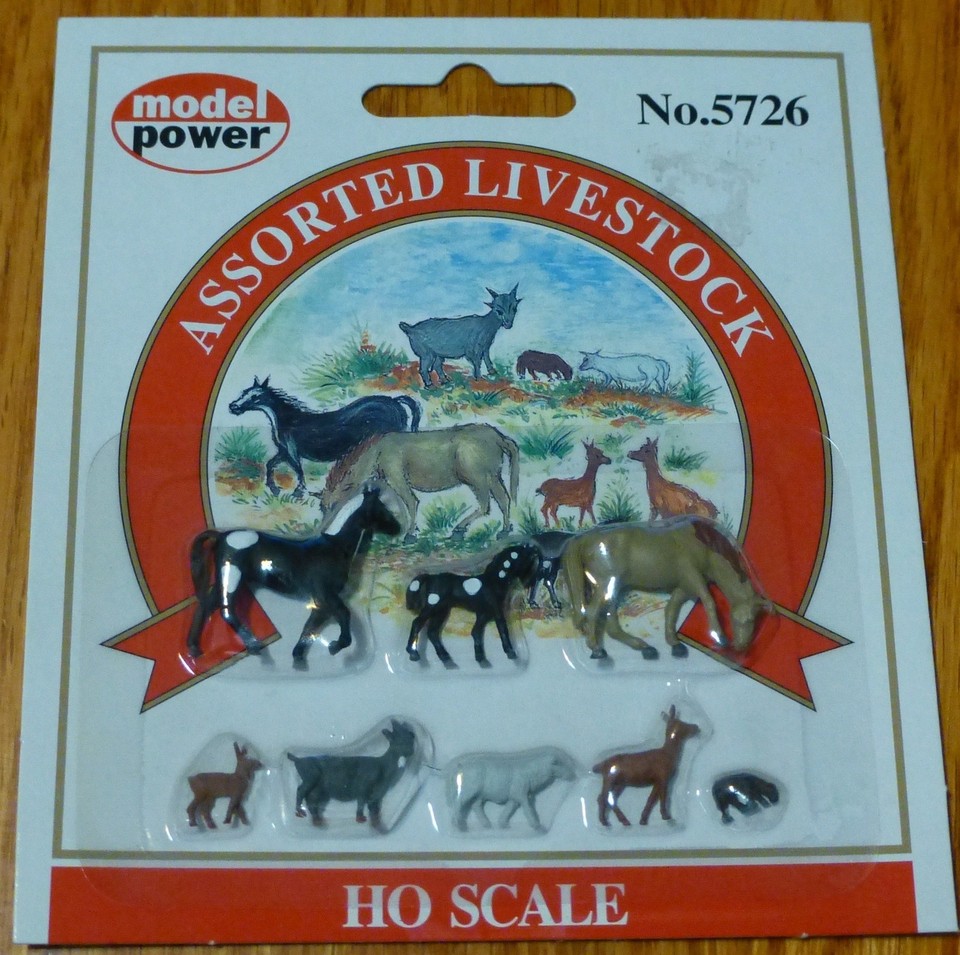 model
power
No.5726
ASSORTED LIVESTOCK
HO SCALE